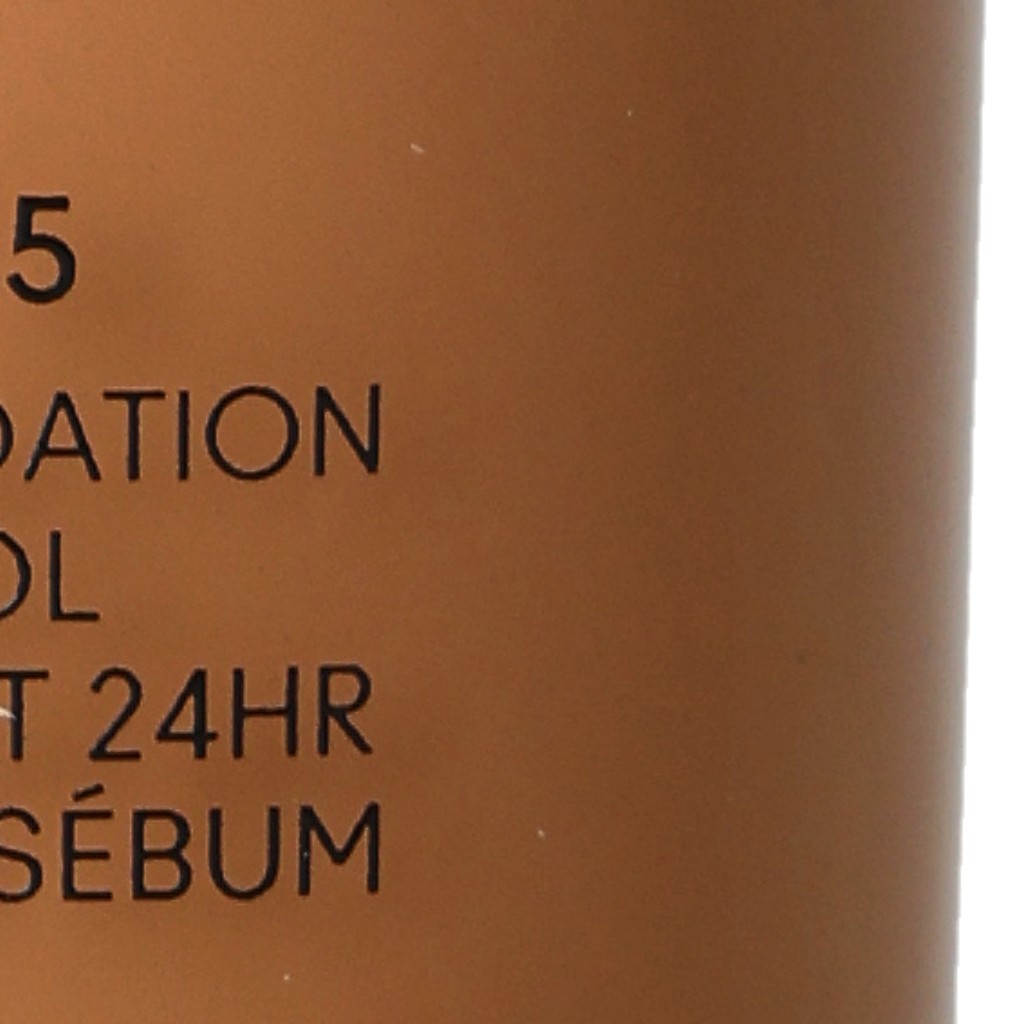 5
DATION
OL
T 24HR
SÉBUM